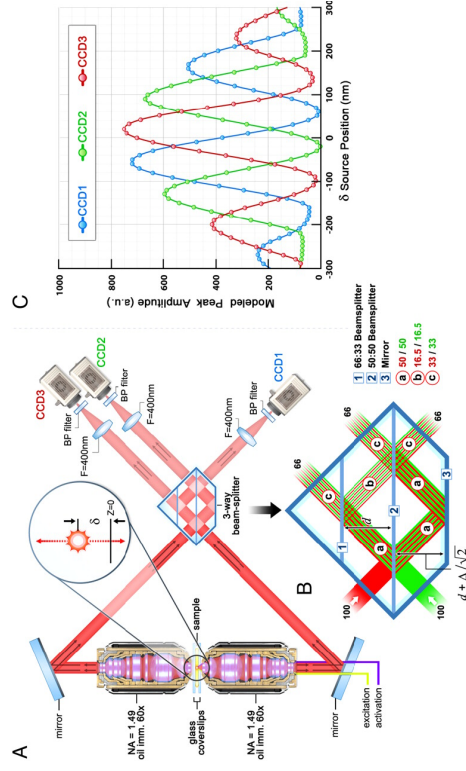 A
mirror
NA = 1.49
oil imm. 60x
glass
coverslips
sample
NA = 1.49
oil imm. 60x
mirror
excitation
activation
δ
Z=0
CCD3
BP filter
CCD2
BP filter
F=400nm
F=400nm
3-way
beam-splitter
BP filter
F=400nm
CCD1
B
100
100
66
66
66
1
2
3
a
a
a
b
c
c
c
d
d + Δ/√2
1 66:33 Beamsplitter
2 50:50 Beamsplitter
3 Mirror
a 50 / 50
b 16.5 / 16.5
c 33 / 33
C
CCD1 CCD2 CCD3
Modeled Peak Amplitude (a.u.)
1000
800
600
400
200
0
-300 -200 -100 0 100 200 300
δ Source Position (nm)